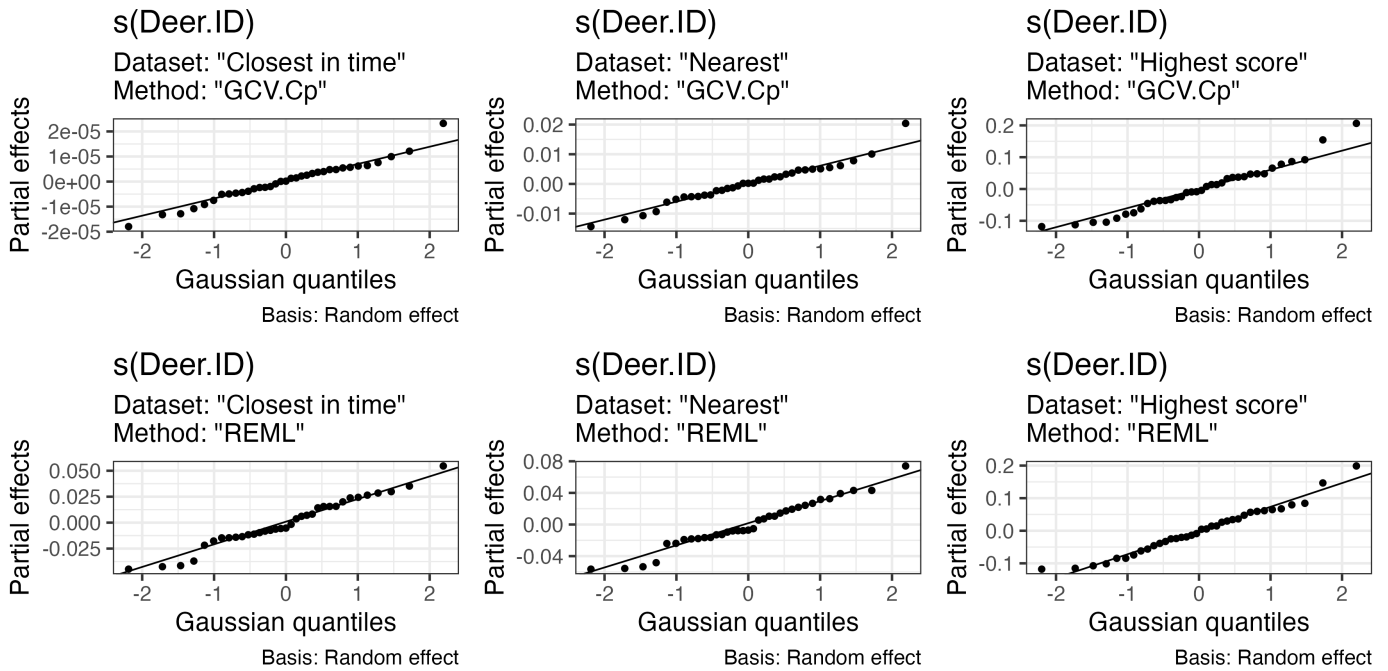 s(Deer.ID)
Dataset: "Closest in time"
Method: "GCV.Cp"
Partial effects
2e-05
1e-05
0e+00
-1e-05
-2e-05
-2
-1
0
1
2
Gaussian quantiles
Basis: Random effect
s(Deer.ID)
Dataset: "Nearest"
Method: "GCV.Cp"
Partial effects
0.02
0.01
0.00
-0.01
-2
-1
0
1
2
Gaussian quantiles
Basis: Random effect
s(Deer.ID)
Dataset: "Highest score"
Method: "GCV.Cp"
Partial effects
0.2
0.1
0.0
-0.1
-2
-1
0
1
2
Gaussian quantiles
Basis: Random effect
s(Deer.ID)
Dataset: "Closest in time"
Method: "REML"
Partial effects
0.050
0.025
0.000
-0.025
-2
-1
0
1
2
Gaussian quantiles
Basis: Random effect
s(Deer.ID)
Dataset: "Nearest"
Method: "REML"
Partial effects
0.08
0.04
0.00
-0.04
-2
-1
0
1
2
Gaussian quantiles
Basis: Random effect
s(Deer.ID)
Dataset: "Highest score"
Method: "REML"
Partial effects
0.2
0.1
0.0
-0.1
-2
-1
0
1
2
Gaussian quantiles
Basis: Random effect